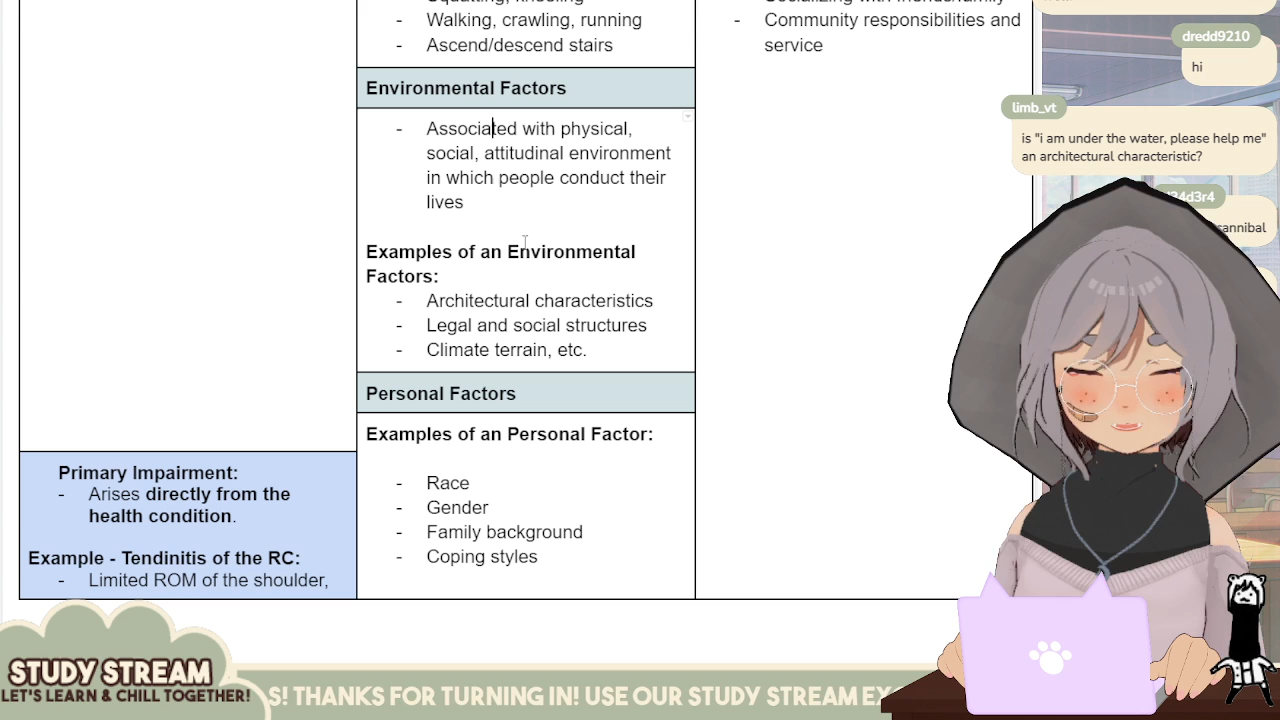 Walking, crawling, running
- Ascend/descend stairs
- Community responsibilities and
service
Environmental Factors
- Associated with physical,
social, attitudinal environment
in which people conduct their
lives
Examples of an Environmental
Factors:
- Architectural characteristics
- Legal and social structures
- Climate terrain, etc.
Personal Factors
Examples of an Personal Factor:
- Race
- Gender
- Family background
- Coping styles
Primary Impairment:
- Arises directly from the
health condition.
Example - Tendinitis of the RC:
- Limited ROM of the shoulder,
dredd9210
hi
limb_vt
is "i am under the water, please help me"
an architectural characteristic?
cannibal
STUDY STREAM
LET'S LEARN & CHILL TOGETHER!
S! THANKS FOR TURNING IN! USE OUR STUDY STREAM EX